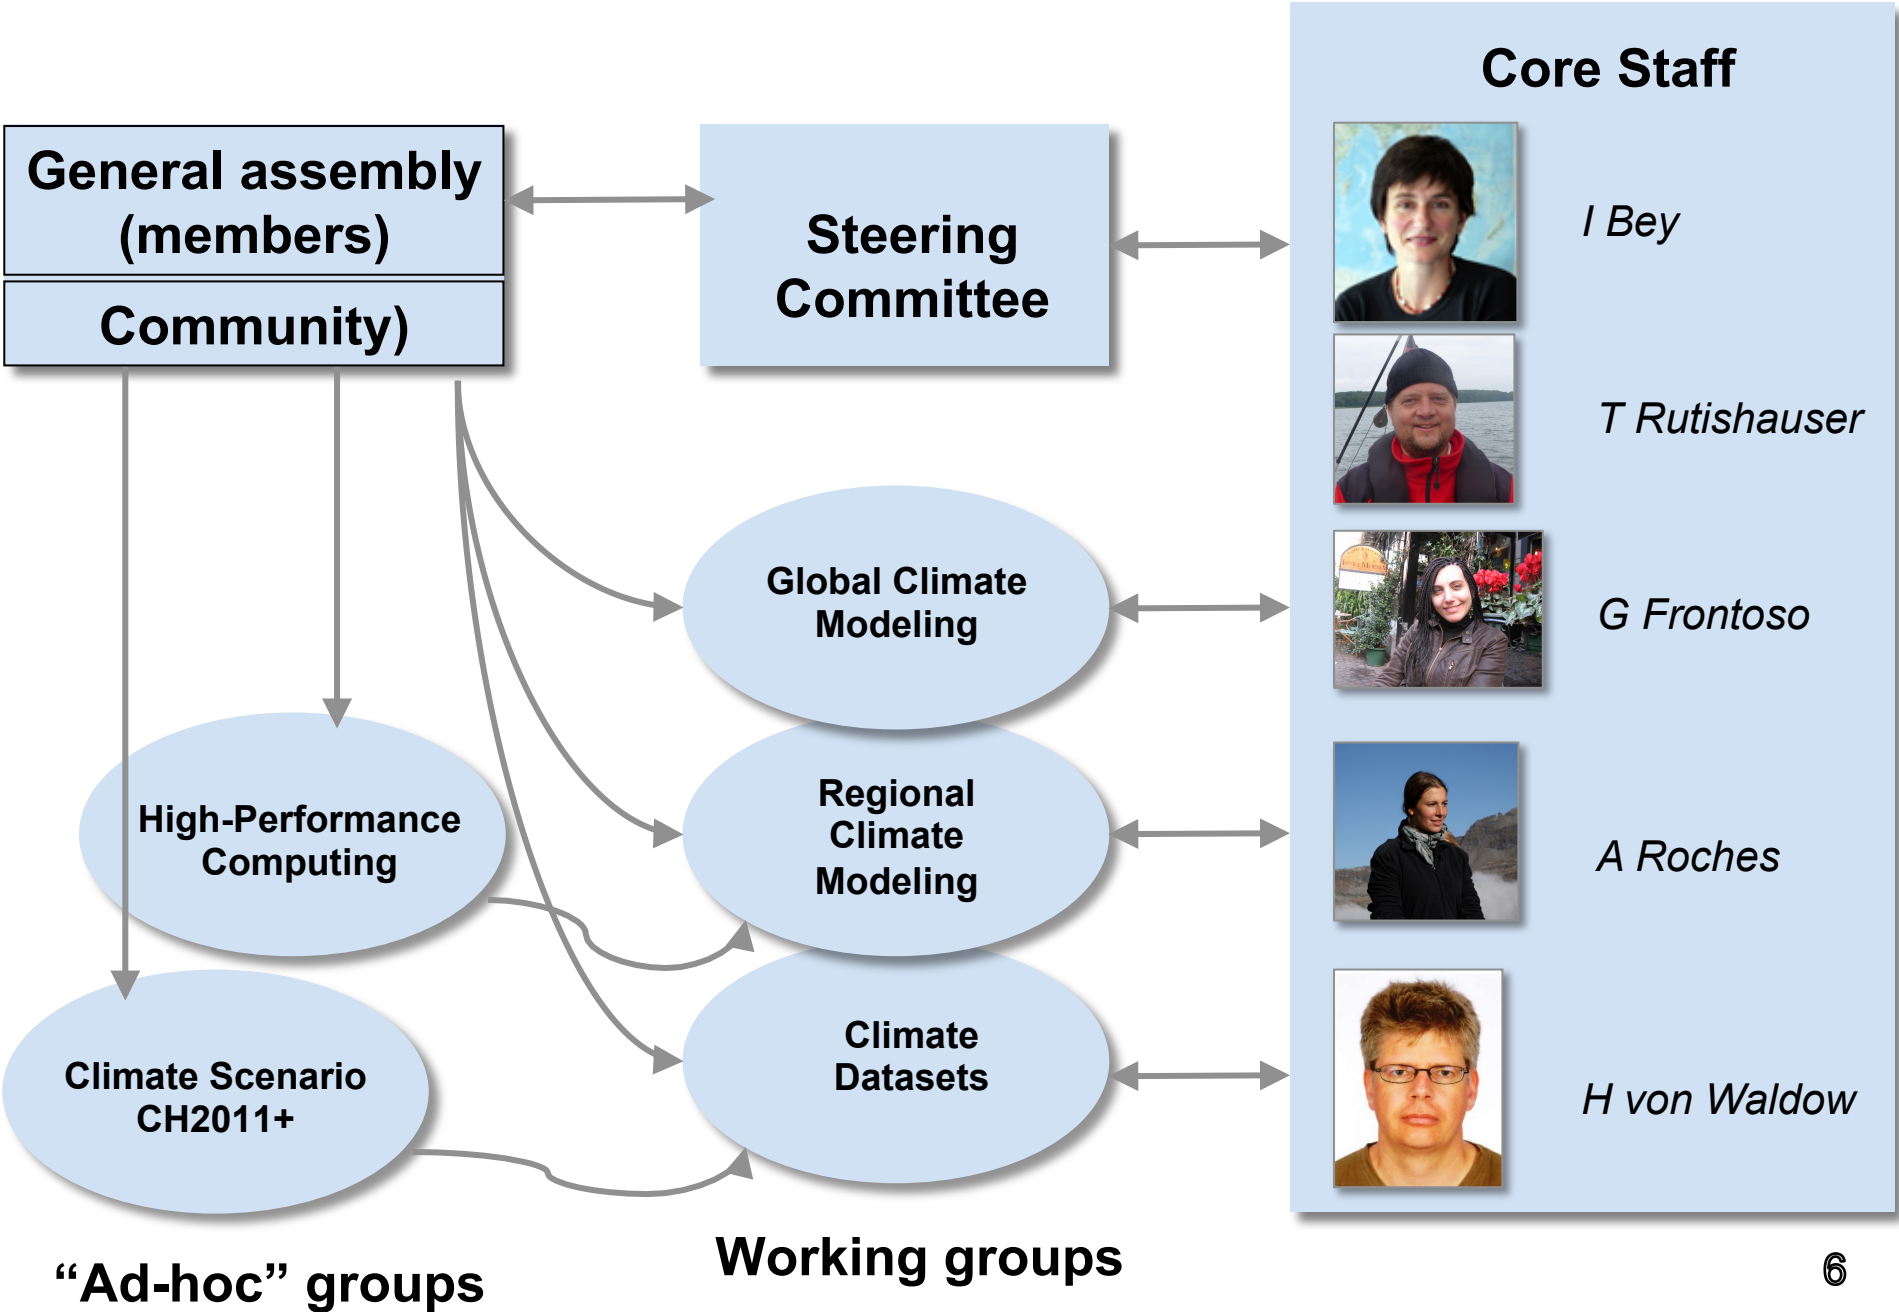 Core Staff
General assembly
(members)
Community)
Steering
Committee
I Bey
T Rutishauser
Global Climate
Modeling
G Frontoso
High-Performance
Computing
Regional
Climate
Modeling
A Roches
Climate Scenario
CH2011+
Climate
Datasets
H von Waldow
“Ad-hoc” groups
Working groups
6